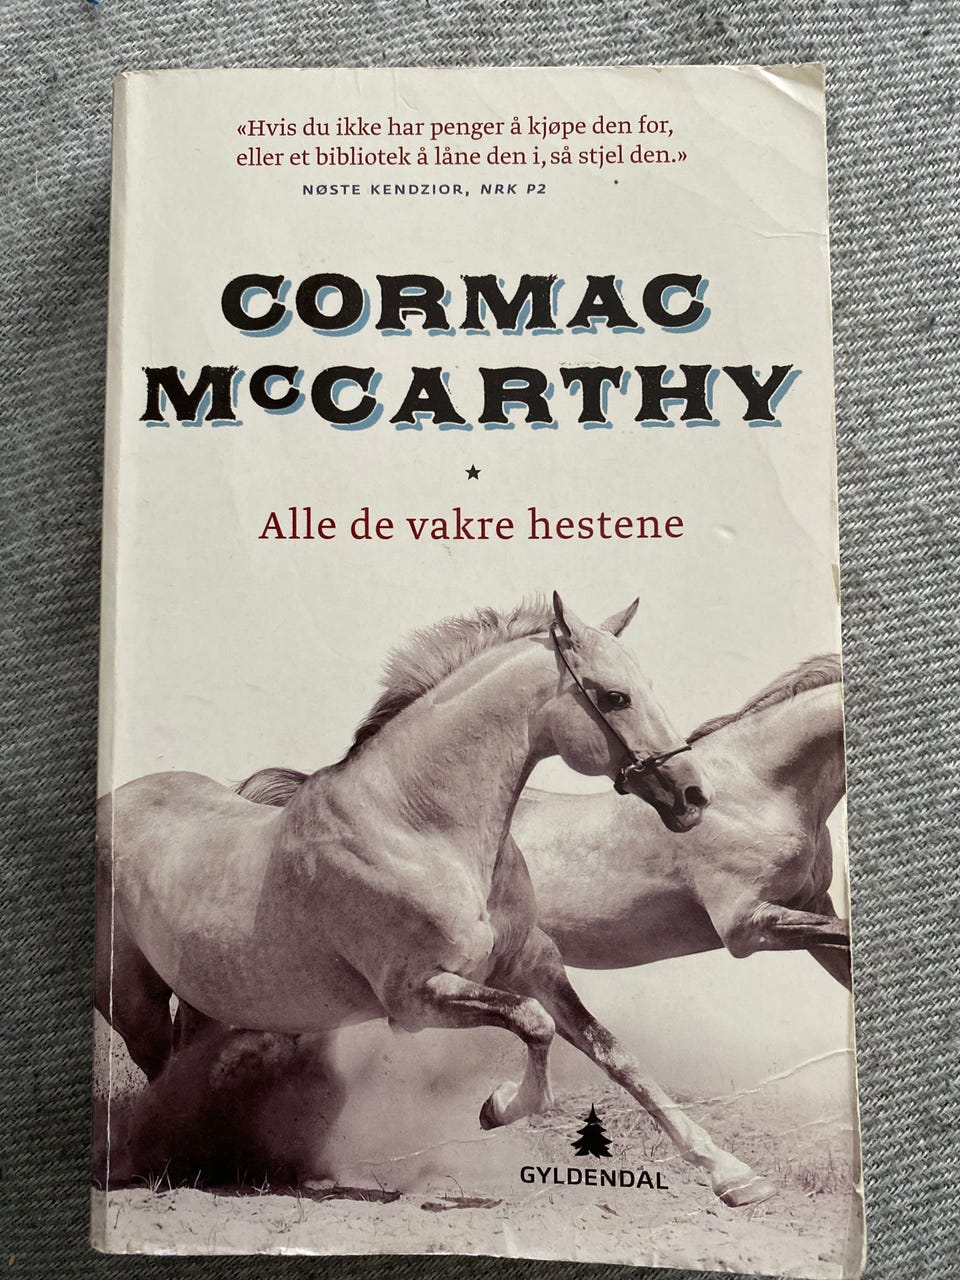 «Hvis du ikke har penger å kjøpe den for,
eller et bibliotek å låne den i, så stjel den.»
NØSTE KENDZIOR, NRK P2
CORMAC
McCARTHY
Alle de vakre hestene
GYLDENDAL